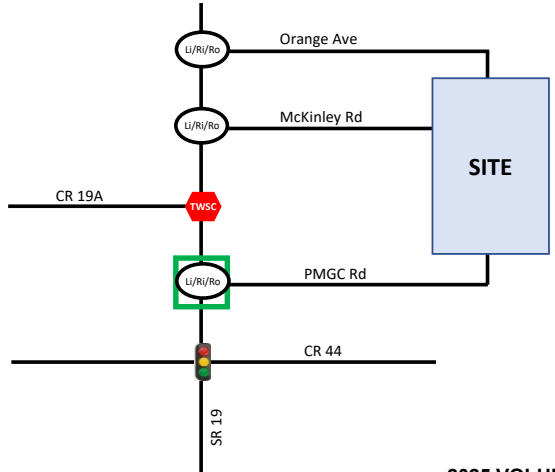 Orange Ave
Li/Ri/Ro
McKinley Rd
Li/Ri/Ro
SITE
CR 19A
TWSC
PMGC Rd
Li/Ri/Ro
CR 44
SR 19